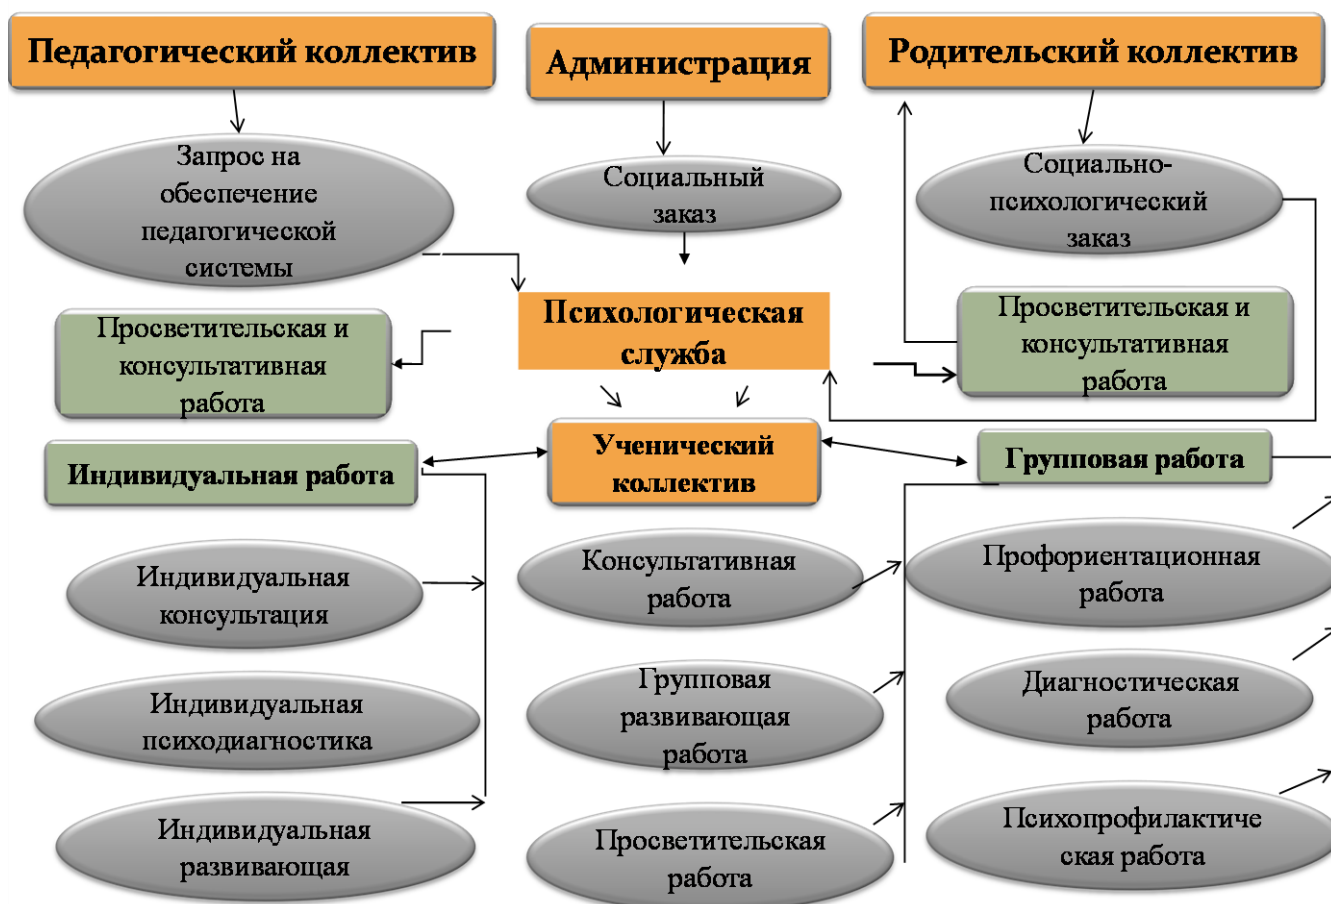 Педагогический коллектив
Администрация
Родительский коллектив
Запрос на
обеспечение
педагогической
системы
Социальный
заказ
Социально-
психологический
заказ
Просветительская и
консультативная
работа
Психологическая
служба
Просветительская и
консультативная
работа
Индивидуальная работа
Ученический
коллектив
Групповая работа
Индивидуальная
консультация
Консультативная
работа
Профориентационная
работа
Индивидуальная
психодиагностика
Групповая
развивающая
работа
Диагностическая
работа
Индивидуальная
развивающая
Просветительская
работа
Психопрофилактиче
ская работа